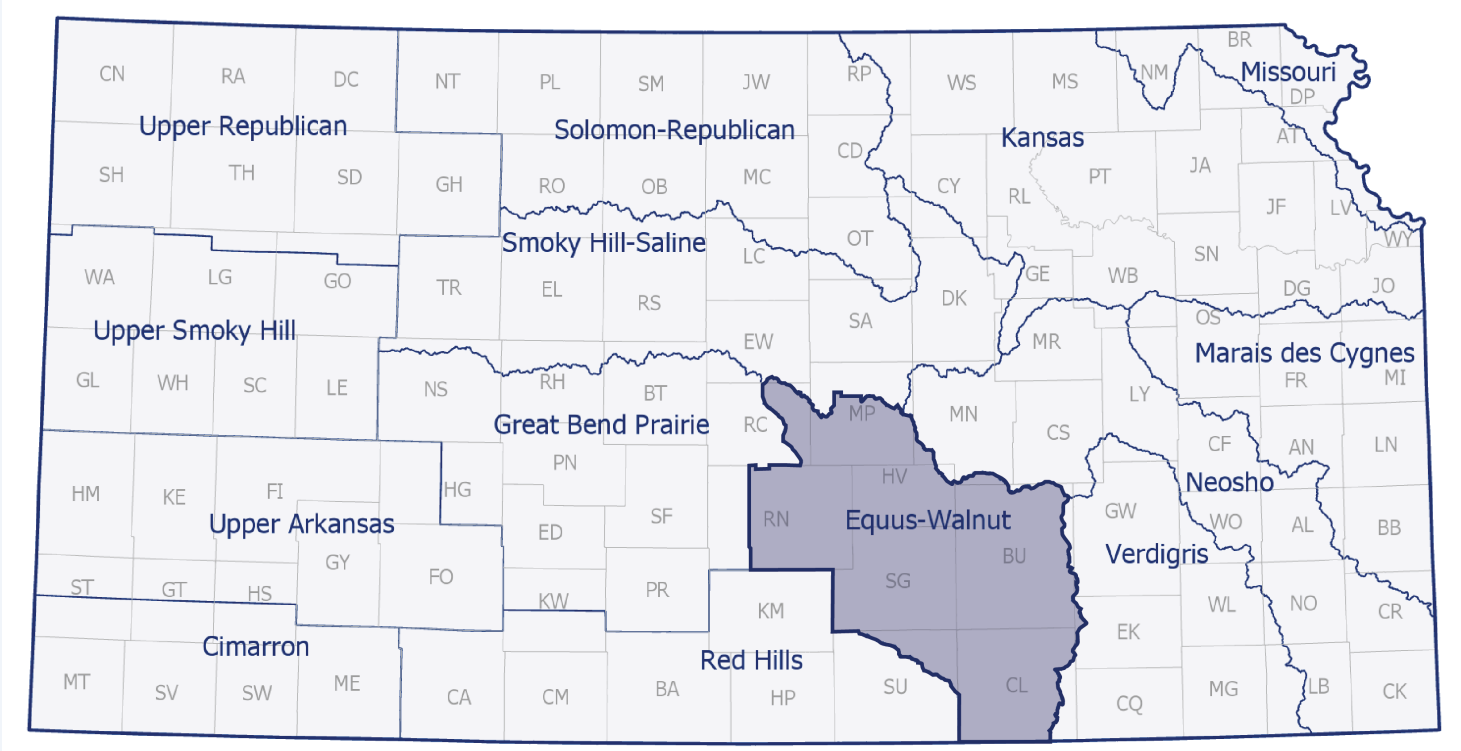 BR
CN RA DC NT PL SM JW RP WS MS NM Missouri
DP
Upper Republican Solomon-Republican Kansas AT
SH TH SD GH RO OB MC CD CY RL PT JA
JF LV
Smoky Hill-Saline OT WY
WA LG GO TR EL RS LC DK GE WB SN DG JO
Upper Smoky Hill EW SA MR OS
Marais des Cygnes
GL WH SC LE NS RH BT RC MP MN LY FR MI
Great Bend Prairie CS CF AN LN
PN HV
HM KE FI HG Neosho
Upper Arkansas ED SF RN Equus-Walnut GW WO AL BB
GY BU Verdigris
ST GT HS FO KW PR KM SG EK WL NO CR
Cimarron Red Hills
MT SV SW ME CA CM BA HP SU CL CQ MG LB CK